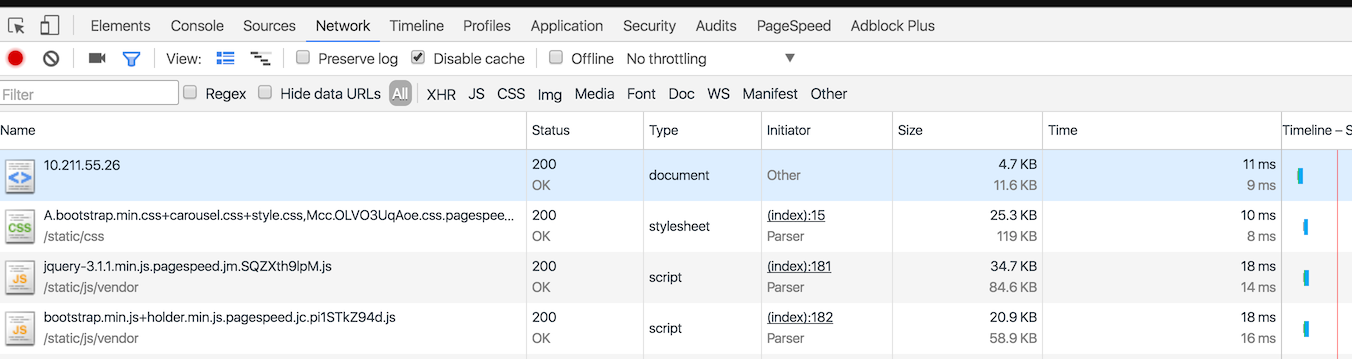 Elements Console Sources Network Timeline Profiles Application Security Audits PageSpeed Adblock Plus
View: Preserve log Disable cache Offline No throttling
Filter Regex Hide data URLs All XHR JS CSS Img Media Font Doc WS Manifest Other
Name Status Type Initiator Size Time Timeline – S
10.211.55.26 200 document Other 4.7 KB 11 ms
OK 11.6 KB 9 ms
A.bootstrap.min.css+carousel.css+style.css,Mcc.OLVO3UqAoe.css.pagespee... 200 stylesheet (index):15 25.3 KB 10 ms
/static/css OK Parser 119 KB 8 ms
jquery-3.1.1.min.js.pagespeed.jm.SQZXth9lpM.js 200 script (index):181 34.7 KB 18 ms
/static/js/vendor OK Parser 84.6 KB 14 ms
bootstrap.min.js+holder.min.js.pagespeed.jc.pi1STkZ94d.js 200 script (index):182 20.9 KB 18 ms
/static/js/vendor OK Parser 58.9 KB 16 ms
CSS
JS
JS